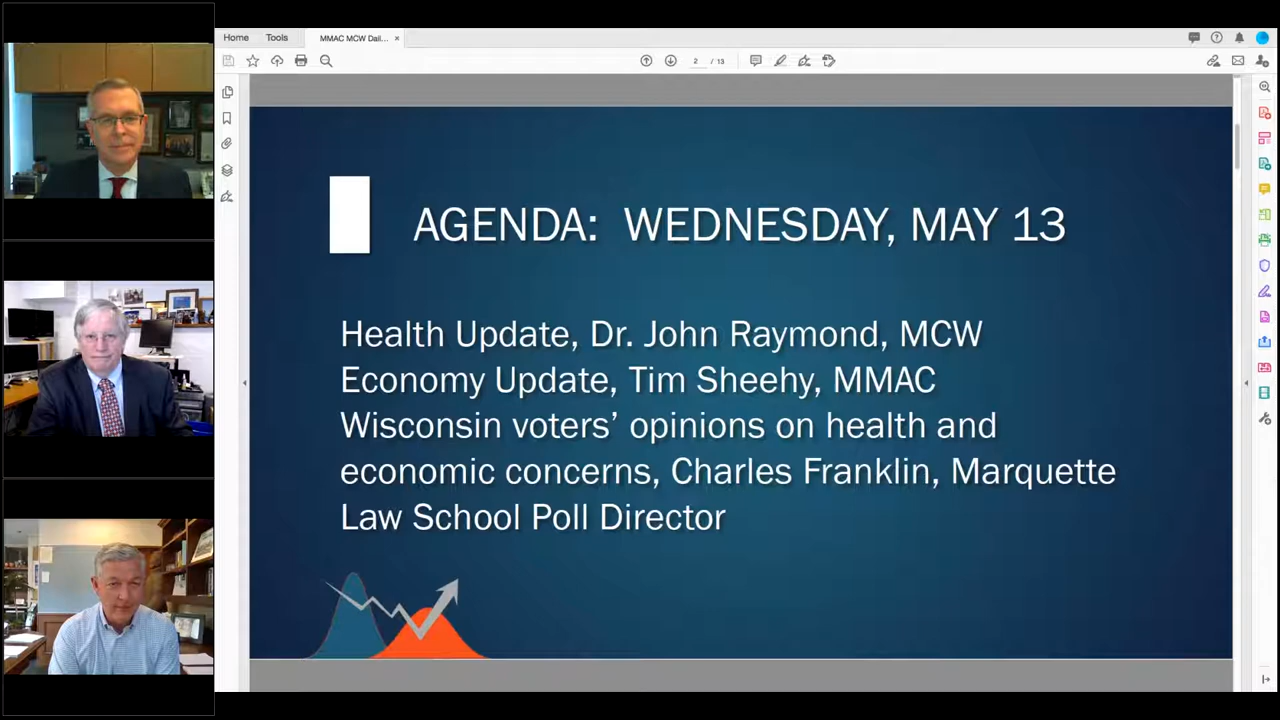 Home Tools MMAC MCW Dail... ×
2 / 13
AGENDA: WEDNESDAY, MAY 13
Health Update, Dr. John Raymond, MCW
Economy Update, Tim Sheehy, MMAC
Wisconsin voters’ opinions on health and
economic concerns, Charles Franklin, Marquette
Law School Poll Director